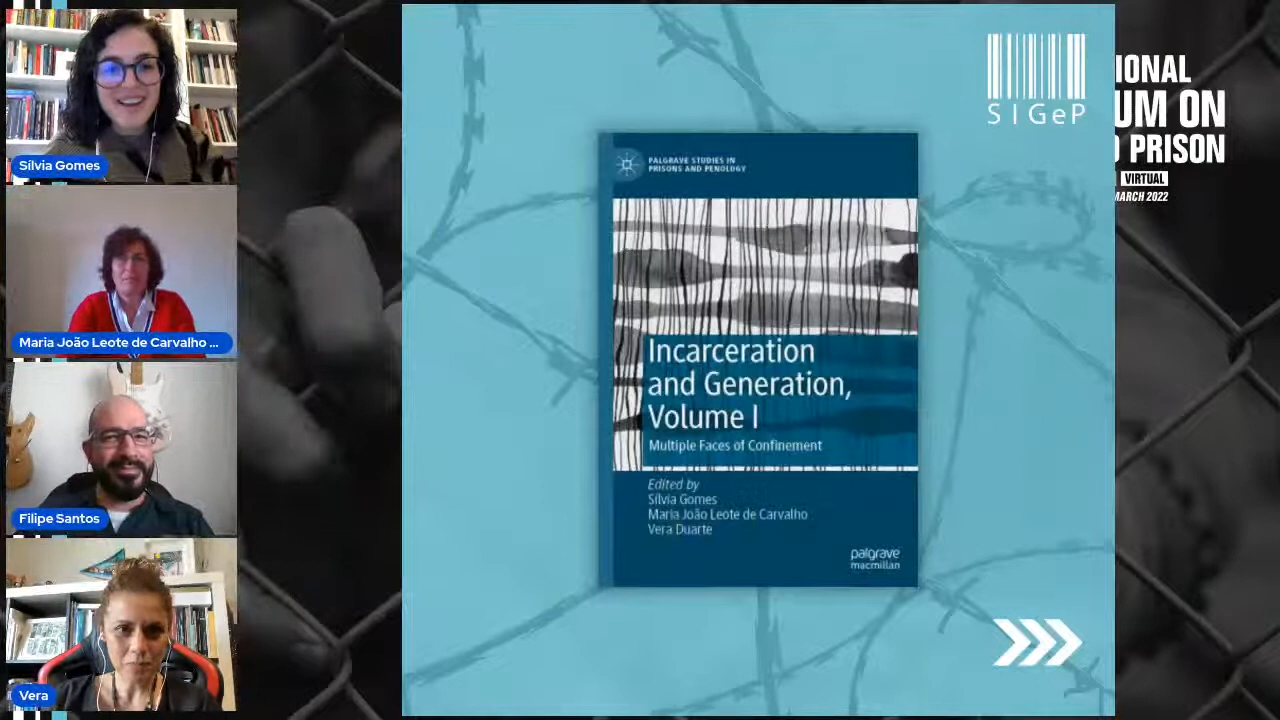 Sílvia Gomes
Maria João Leote de Carvalho ...
Filipe Santos
Vera
SIGeP
PALGRAVE STUDIES IN
PRISONS AND PENOLOGY
Incarceration
and Generation,
Volume I
Multiple Faces of Confinement
Edited by
Sílvia Gomes
Maria João Leote de Carvalho
Vera Duarte
palgrave
macmillan
IONAL
UM ON
PRISON
VIRTUAL
MARCH 2022